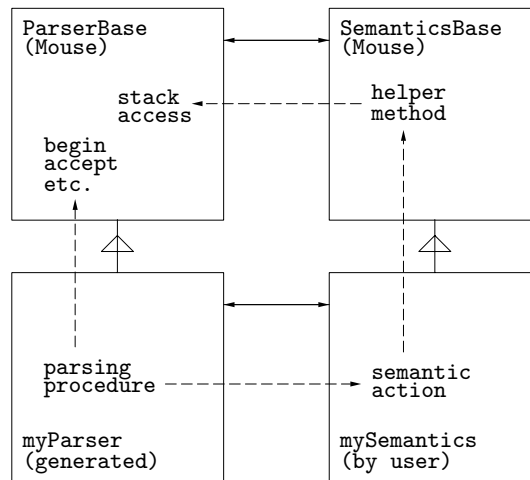 ParserBase
(Mouse)
stack
access
begin
accept
etc.
SemanticsBase
(Mouse)
helper
method
parsing
procedure
myParser
(generated)
semantic
action
mySemantics
(by user)